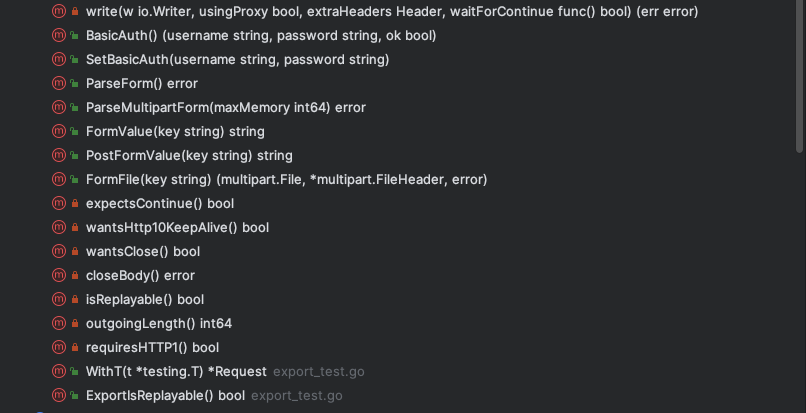 write(w io.Writer, usingProxy bool, extraHeaders Header, waitForContinue func() bool) (err error)
BasicAuth() (username string, password string, ok bool)
SetBasicAuth(username string, password string)
ParseForm() error
ParseMultipartForm(maxMemory int64) error
FormValue(key string) string
PostFormValue(key string) string
FormFile(key string) (multipart.File, *multipart.FileHeader, error)
expectsContinue() bool
wantsHttp10KeepAlive() bool
wantsClose() bool
closeBody() error
isReplayable() bool
outgoingLength() int64
requiresHTTP1() bool
WithT(t *testing.T) *Request export_test.go
ExportIsReplayable() bool export_test.go